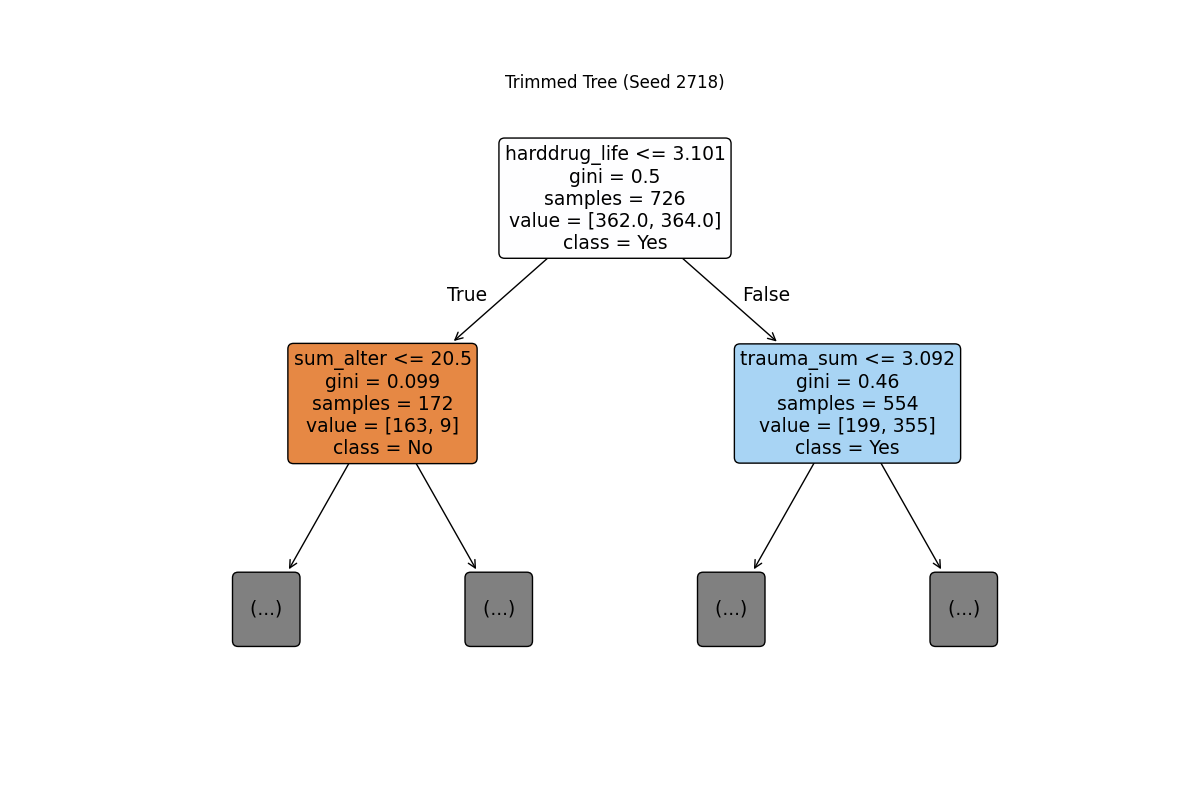 Trimmed Tree (Seed 2718)
harddrug_life <= 3.101
gini = 0.5
samples = 726
value = [362.0, 364.0]
class = Yes
True
False
sum_alter <= 20.5
gini = 0.099
samples = 172
value = [163, 9]
class = No
trauma_sum <= 3.092
gini = 0.46
samples = 554
value = [199, 355]
class = Yes
(...)
(...)
(...)
(...)